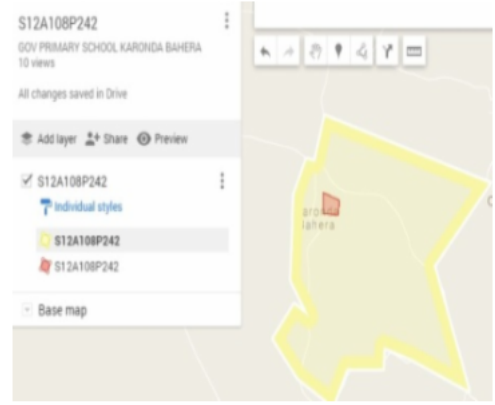 S12A108P242
GOV PRIMARY SCHOOL KARONDA BAHERA
10 views
All changes saved in Drive
Add layer Share Preview
S12A108P242
Individual styles
S12A108P242
S12A108P242
Base map
Bahera